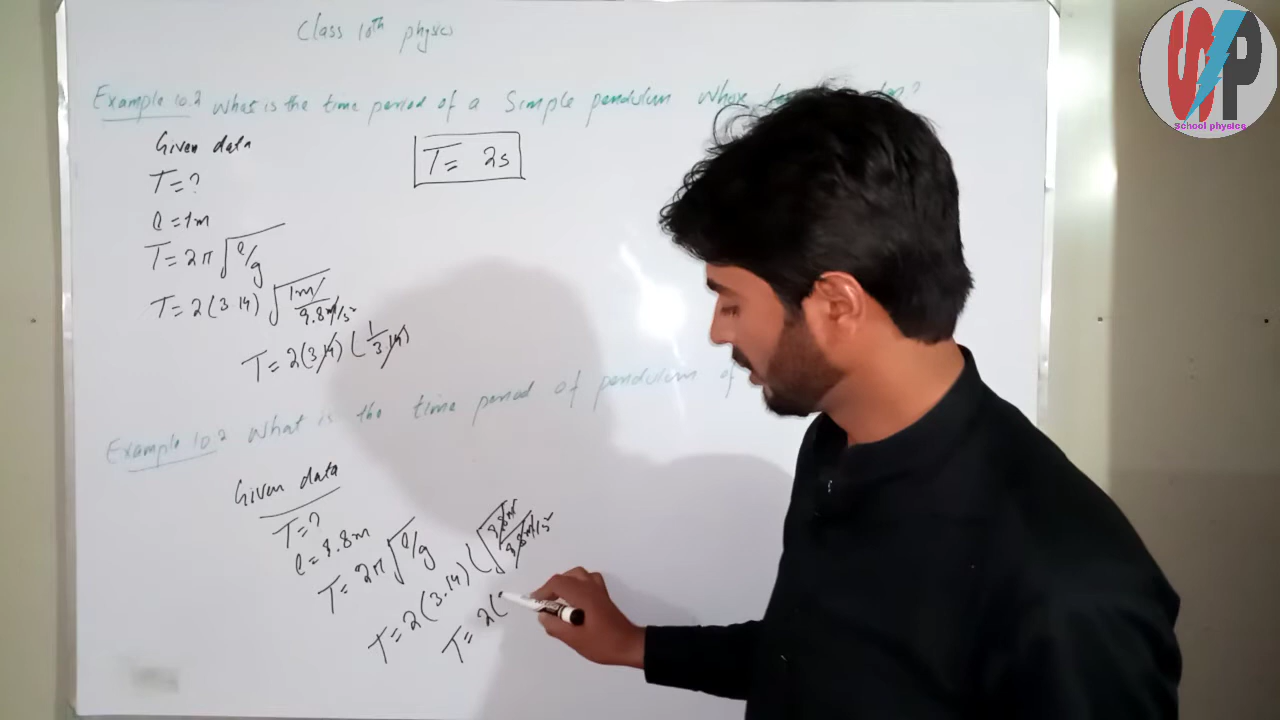 Class 10th physics
Example 10.2 What is the time period of a Simple pendulum Whose
Given data
T=?
l=1m
T=2π√l/g
T=2(3.14)√1m/9.8m/s²
T=2(3.14)(1/3.14)
T= 2s
Example 10.2 What is the time period of pendulum of
Given data
T=?
l=9.8m
T=2π√l/g
T=2(3.14)(√9.8m/9.8m/s²
T=2(
SP
School physics